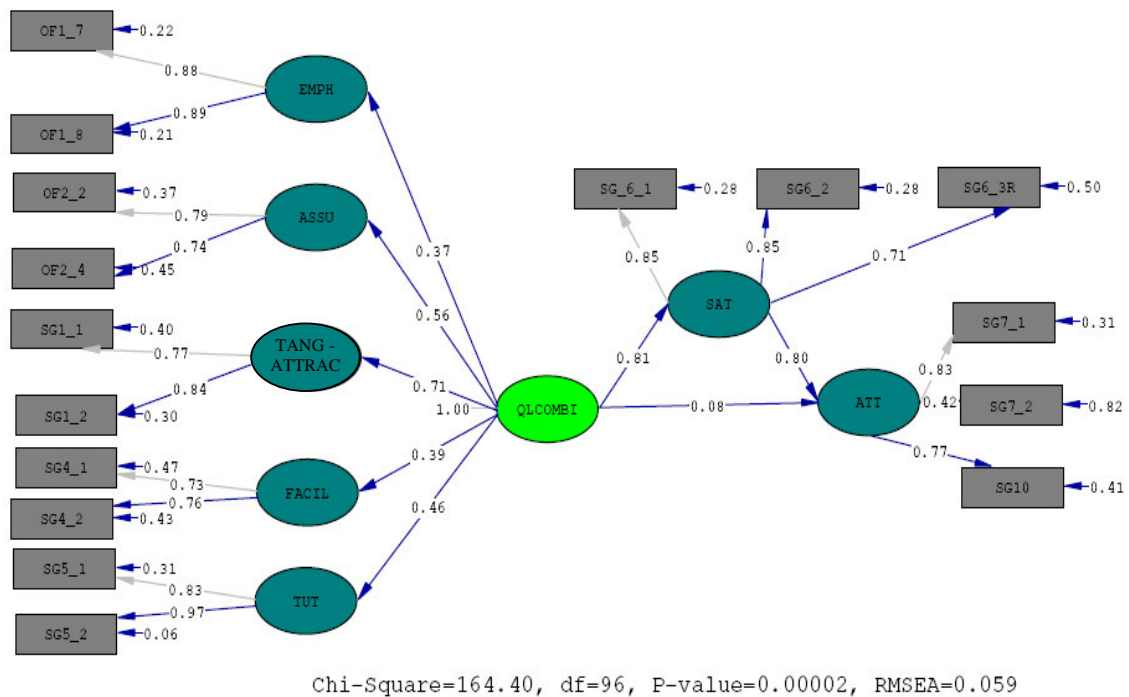 OF1_7
0.22
0.88
EMPH
0.89
OF1_8
0.21
OF2_2
0.37
0.79
ASSU
0.74
OF2_4
0.45
SG1_1
0.40
0.77
TANG -
ATTRAC
0.84
SG1_2
0.30
SG4_1
0.47
0.73
FACIL
0.76
SG4_2
0.43
SG5_1
0.31
0.83
TUT
0.97
SG5_2
0.06
0.37
0.56
0.71
0.39
0.46
1.00
QLCOMBI
0.81
0.08
SG_6_1
0.28
SG6_2
0.28
SG6_3R
0.50
0.85
0.85
0.71
SAT
0.80
ATT
SG7_1
0.31
0.83
0.42
SG7_2
0.82
0.77
SG10
0.41
Chi-Square=164.40, df=96, P-value=0.00002, RMSEA=0.059